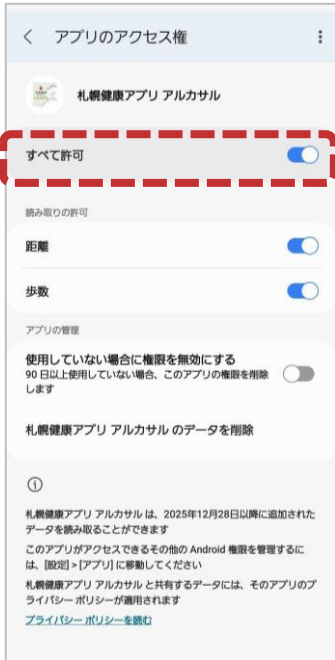 アプリのアクセス権
札幌健康アプリ アルカサル
すべて許可
読み取りの許可
距離
歩数
アプリの管理
使用していない場合に権限を無効にする
90 日以上使用していない場合、このアプリの権限を削除
します
札幌健康アプリ アルカサル のデータを削除
札幌健康アプリ アルカサル は、2025年12月28日以降に追加された
データを読み取ることができます
このアプリがアクセスできるその他の Android 権限を管理するに
は、[設定] > [アプリ] に移動してください
札幌健康アプリ アルカサル と共有するデータには、そのアプリのプ
ライバシー ポリシーが適用されます
プライバシー ポリシーを読む